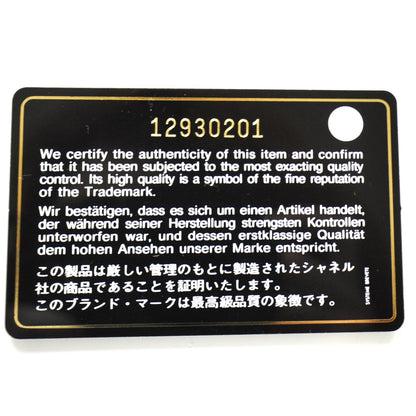 12930201
We certify the authenticity of this item and confirm
that it has been subjected to the most exacting quality
control. Its high quality is a symbol of the fine reputation
of the Trademark.
Wir bestätigen, dass es sich um einen Artikel handelt,
der während seiner Herstellung strengsten Kontrollen
unterworfen war, und dessen erstklassige Qualität
dem hohen Ansehen unserer Marke entspricht.
この製品は厳しい管理のもとに製造されたシャネル
社の商品であることを証明いたします。
このブランド・マークは最高級品質の象徴です。
SYSTEME BREVETE